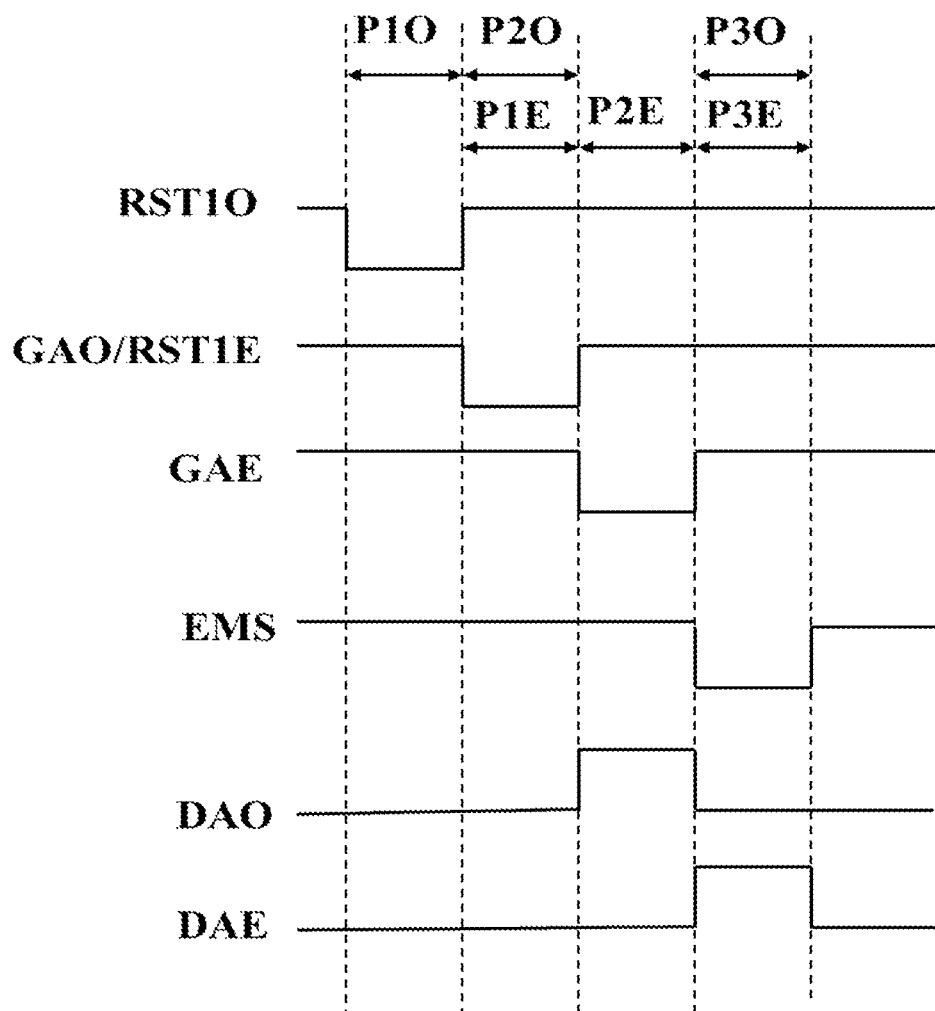 P1O P2O P3O
P1E P2E P3E
RST1O
GAO/RST1E
GAE
EMS
DAO
DAE